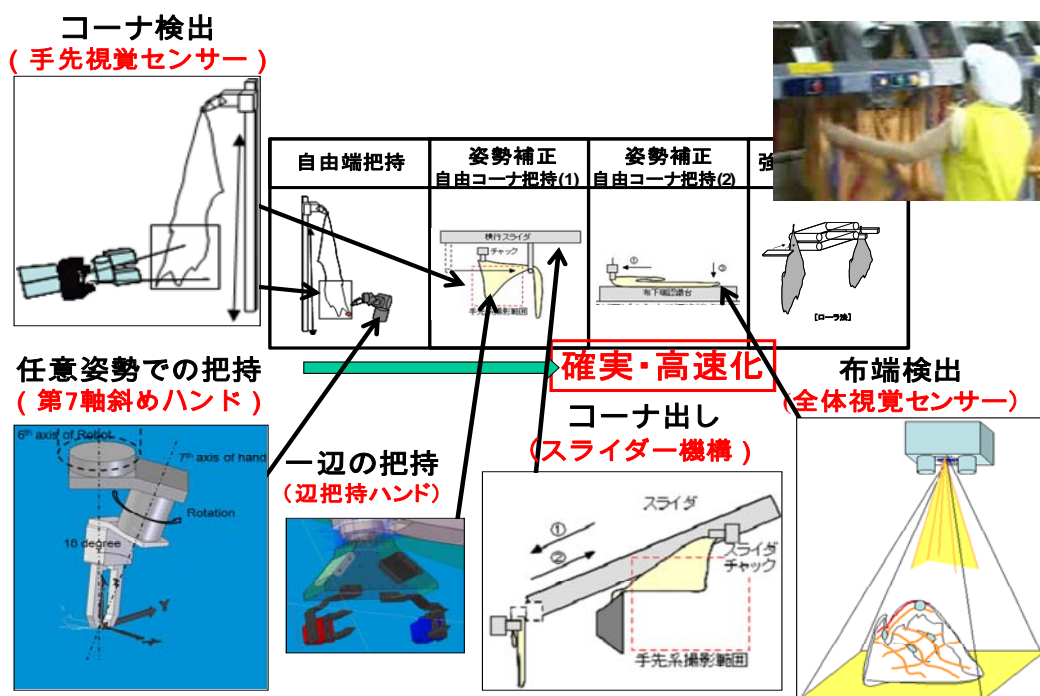 コーナ検出
( 手先視覚センサー )
自由端把持
姿勢補正
自由コーナ把持(1)
姿勢補正
自由コーナ把持(2)
強
横行スライダ
チャック
手先系撮影範囲
①
②
布下端認識台
[ローラ浅]
確実・高速化
任意姿勢での把持
( 第7軸斜めハンド )
6th axis of Robot
7th axis of hand
Rotation
18 degree
一辺の把持
(辺把持ハンド)
コーナ出し
(スライダー機構 )
スライダ
①
②
スライダ
チャック
手先系撮影範囲
布端検出
(全体視覚センサー)